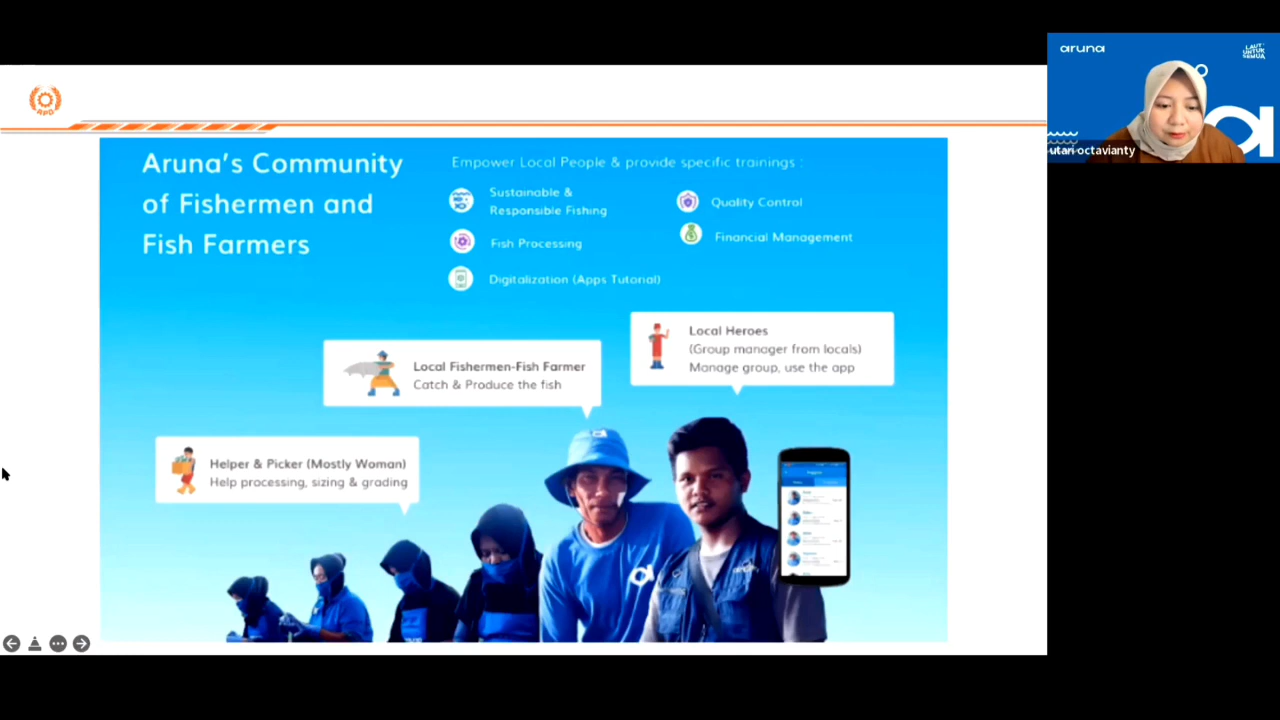 APO
Aruna's Community
of Fishermen and
Fish Farmers
Empower Local People & provide specific trainings :
Sustainable &
Responsible Fishing
Fish Processing
Digitalization (Apps Tutorial)
Quality Control
Financial Management
Local Heroes
(Group manager from locals)
Manage group, use the app
Local Fishermen-Fish Farmer
Catch & Produce the fish
Helper & Picker (Mostly Woman)
Help processing, sizing & grading
aruna
aruna
LAUT
UNTUK
SEMUA
utari octavianty